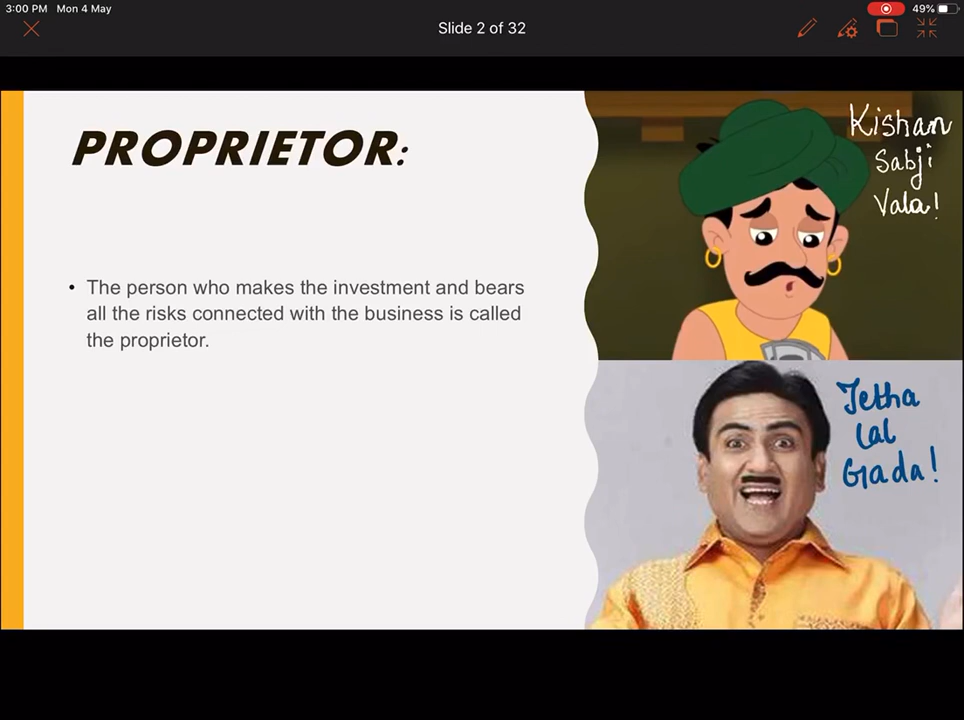 3:00 PM Mon 4 May
49%
Slide 2 of 32
PROPRIETOR:
• The person who makes the investment and bears
all the risks connected with the business is called
the proprietor.
Kishan
Sabji
Vala!
Jetha
lal
Gada!